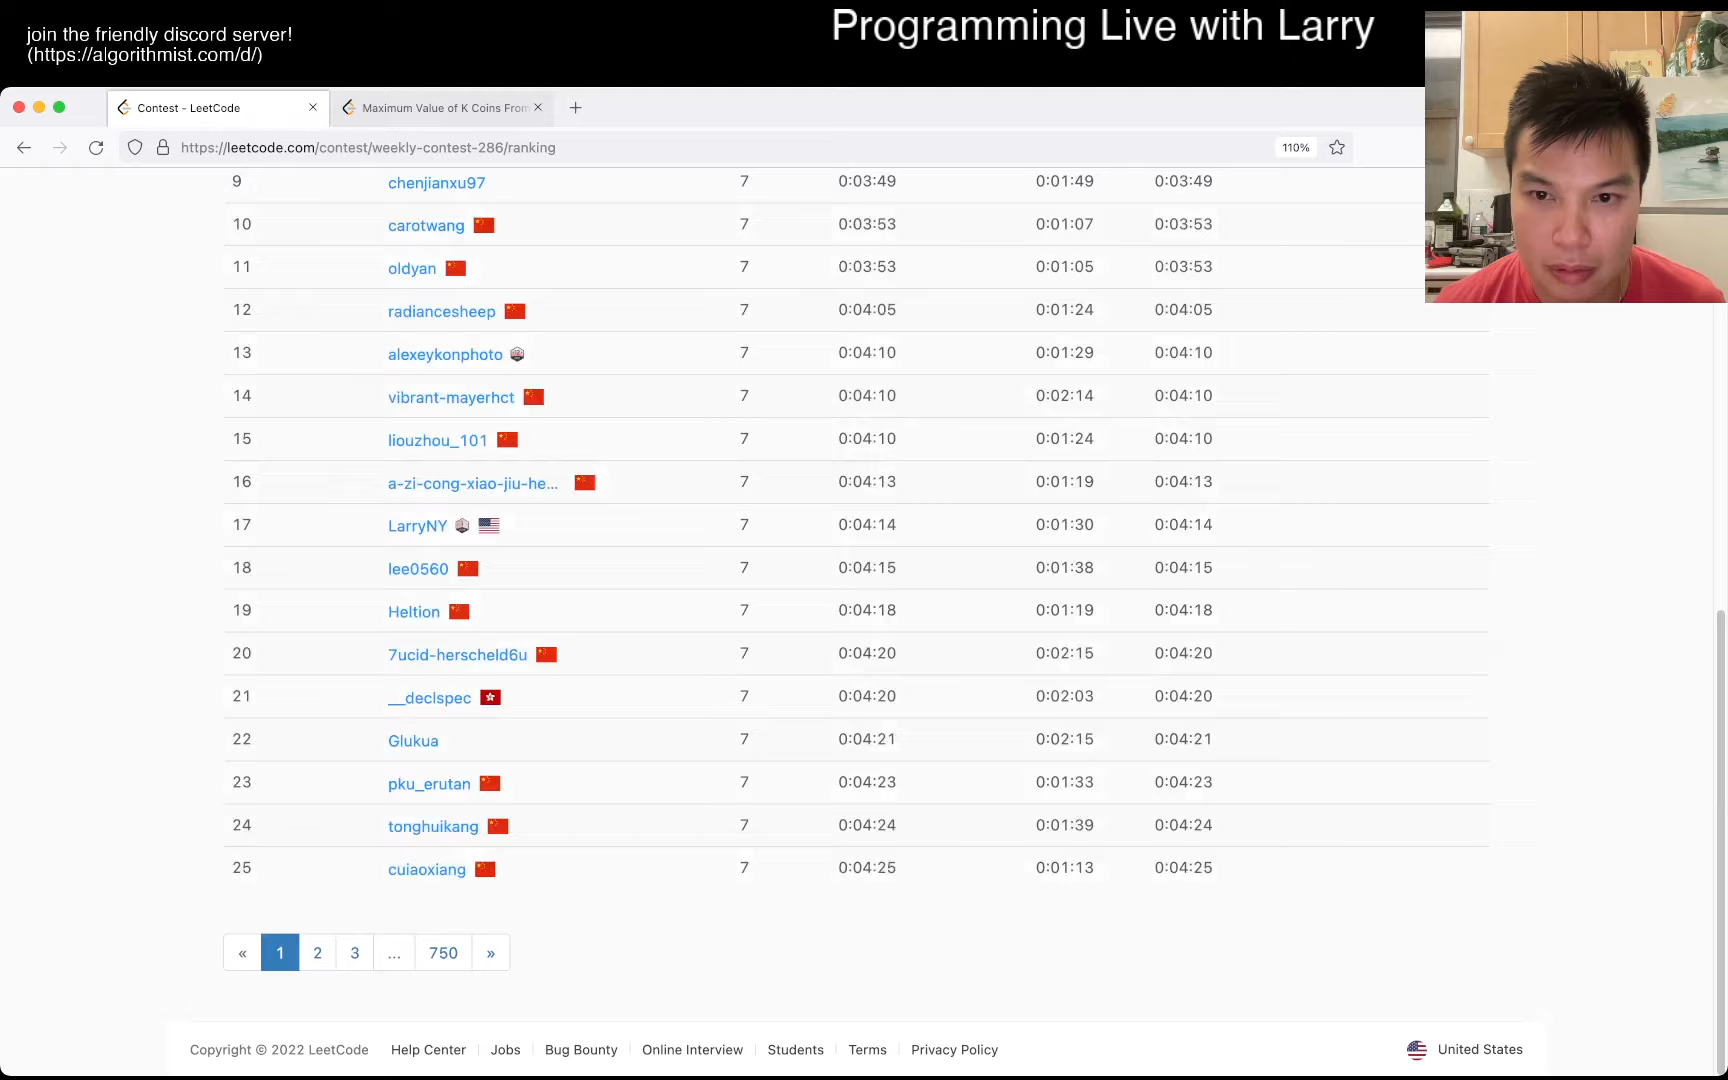 join the friendly discord server!
(https://algorithmist.com/d/)
Programming Live with Larry
Contest - LeetCode
Maximum Value of K Coins From
https://leetcode.com/contest/weekly-contest-286/ranking
110%
9 chenjianxu97 7 0:03:49 0:01:49 0:03:49
10 carotwang 7 0:03:53 0:01:07 0:03:53
11 oldyan 7 0:03:53 0:01:05 0:03:53
12 radiancesheep 7 0:04:05 0:01:24 0:04:05
13 alexeykonphoto 7 0:04:10 0:01:29 0:04:10
14 vibrant-mayerhct 7 0:04:10 0:02:14 0:04:10
15 liouzhou_101 7 0:04:10 0:01:24 0:04:10
16 a-zi-cong-xiao-jiu-he... 7 0:04:13 0:01:19 0:04:13
17 LarryNY 7 0:04:14 0:01:30 0:04:14
18 lee0560 7 0:04:15 0:01:38 0:04:15
19 Heltion 7 0:04:18 0:01:19 0:04:18
20 7ucid-herscheld6u 7 0:04:20 0:02:15 0:04:20
21 __declspec 7 0:04:20 0:02:03 0:04:20
22 Glukua 7 0:04:21 0:02:15 0:04:21
23 pku_erutan 7 0:04:23 0:01:33 0:04:23
24 tonghuikang 7 0:04:24 0:01:39 0:04:24
25 cuiaoxiang 7 0:04:25 0:01:13 0:04:25
« 1 2 3 ... 750 »
Copyright © 2022 LeetCode Help Center Jobs Bug Bounty Online Interview Students Terms Privacy Policy United States